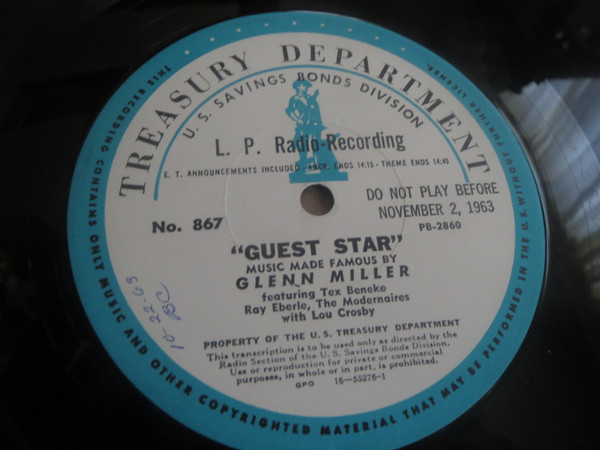 TREASURY DEPARTMENT
U. S. SAVINGS BONDS DIVISION
L. P. Radio-Recording
E. T. ANNOUNCEMENTS INCLUDED - ANCR. ENDS 14:15 - THEME ENDS 14:45
No. 867
DO NOT PLAY BEFORE
NOVEMBER 2, 1963
PB-2860
"GUEST STAR"
MUSIC MADE FAMOUS BY
GLENN MILLER
featuring Tex Beneke
Ray Eberle, The Modernaires
with Lou Crosby
10-22-63
PROPERTY OF THE U. S. TREASURY DEPARTMENT
This transcription is to be used only as directed by the
Radio Section of the U. S. Savings Bonds Division.
Use or reproduction for private or commercial
purposes, in whole or in part, is prohibited.
GPO 16-55276-1
THIS RECORDING CONTAINS ONLY MUSIC AND OTHER COPYRIGHTED MATERIAL THAT MAY BE PERFORMED IN THE U.S. WITHOUT FURTHER LICENSE.